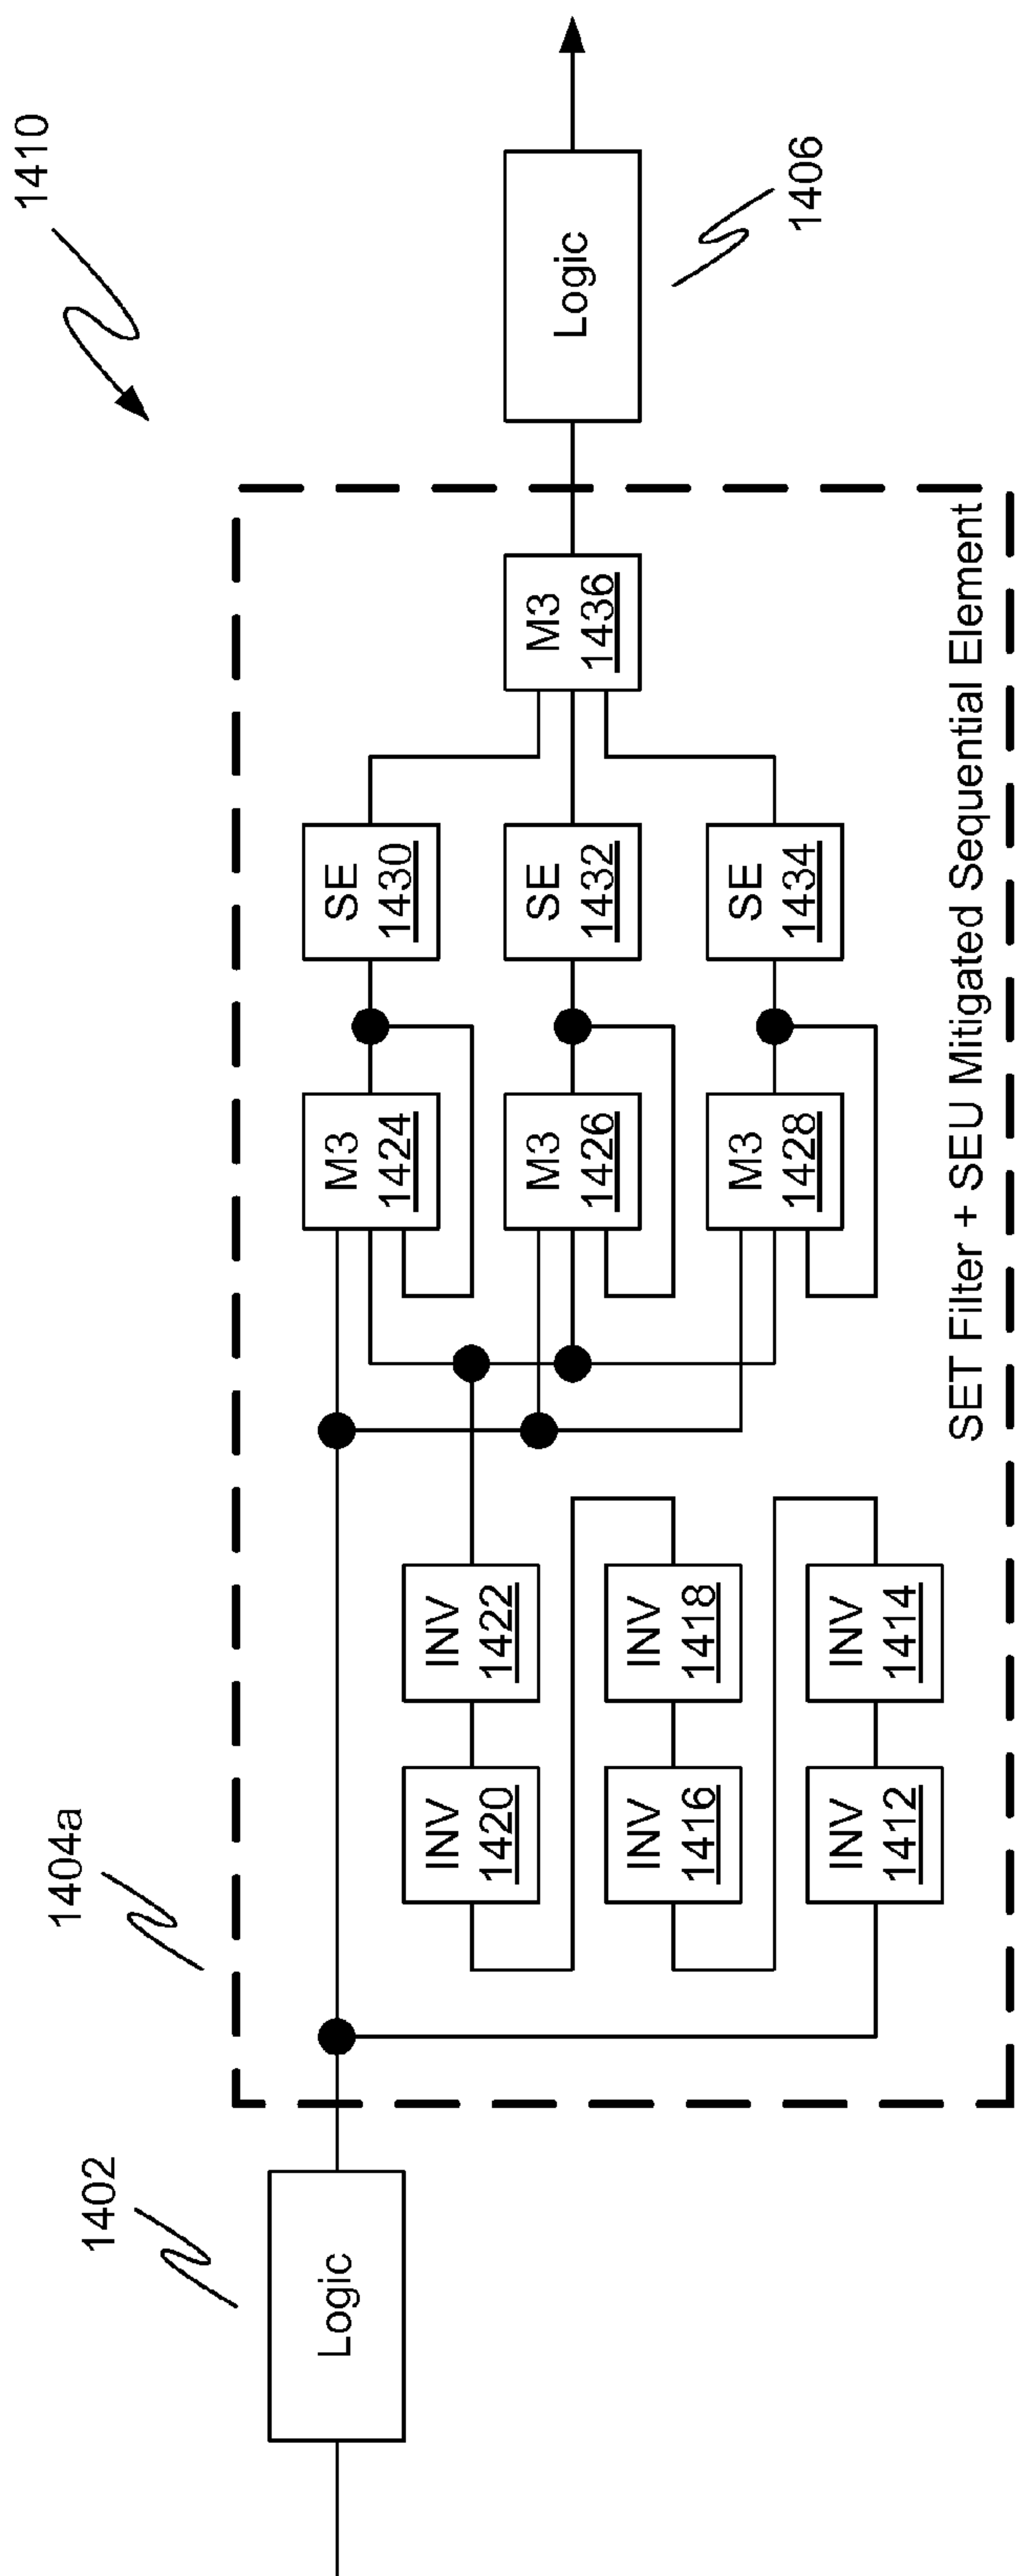 1410
1404a
1402
Logic
INV
1420
INV
1422
INV
1416
INV
1418
INV
1412
INV
1414
M3
1424
M3
1426
M3
1428
SE
1430
SE
1432
SE
1434
M3
1436
Logic
1406
SET Filter + SEU Mitigated Sequential Element